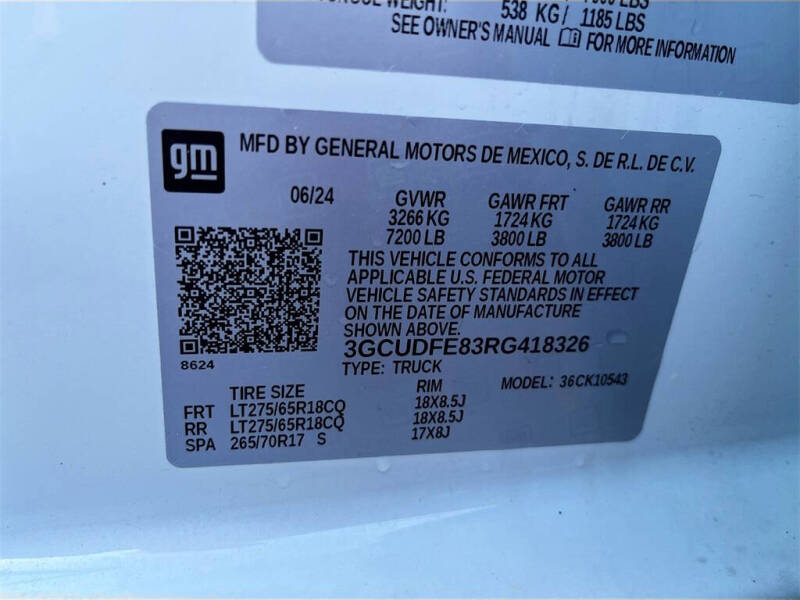 538 KG/ 1185 LBS
SEE OWNER'S MANUAL FOR MORE INFORMATION
gm
MFD BY GENERAL MOTORS DE MEXICO, S. DE R.L. DE C.V.
06/24 GVWR GAWR FRT GAWR RR
3266 KG 1724 KG 1724 KG
7200 LB 3800 LB 3800 LB
THIS VEHICLE CONFORMS TO ALL
APPLICABLE U.S. FEDERAL MOTOR
VEHICLE SAFETY STANDARDS IN EFFECT
ON THE DATE OF MANUFACTURE
SHOWN ABOVE.
8624
3GCUDFE83RG418326
TYPE: TRUCK MODEL: 36CK10543
TIRE SIZE RIM
FRT LT275/65R18CQ 18X8.5J
RR LT275/65R18CQ 18X8.5J
SPA 265/70R17 S 17X8J